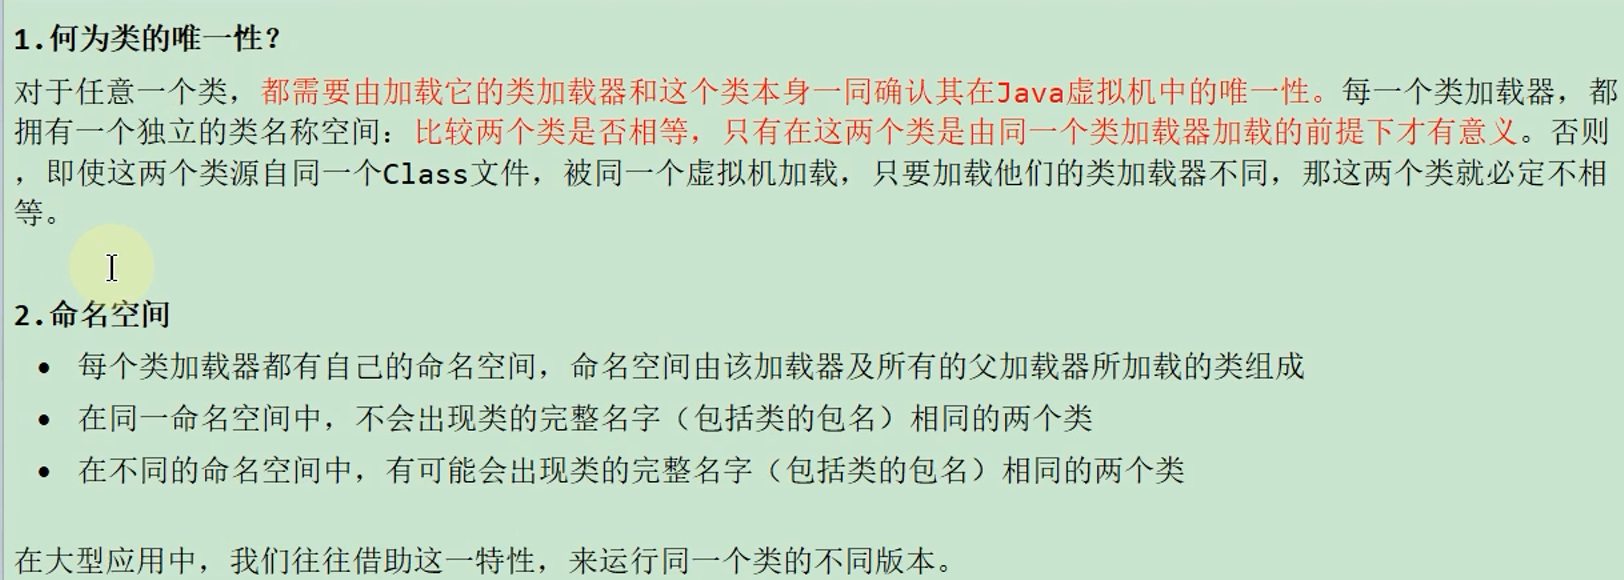 1.何为类的唯一性？
对于任意一个类，都需要由加载它的类加载器和这个类本身一同确认其在Java虚拟机中的唯一性。每一个类加载器，都
拥有一个独立的类名称空间：比较两个类是否相等，只有在这两个类是由同一个类加载器加载的前提下才有意义。否则
，即使这两个类源自同一个Class文件，被同一个虚拟机加载，只要加载他们的类加载器不同，那这两个类就必定不相
等。
2.命名空间
• 每个类加载器都有自己的命名空间，命名空间由该加载器及所有的父加载器所加载的类组成
• 在同一命名空间中，不会出现类的完整名字（包括类的包名）相同的两个类
• 在不同的命名空间中，有可能会出现类的完整名字（包括类的包名）相同的两个类
在大型应用中，我们往往借助这一特性，来运行同一个类的不同版本。